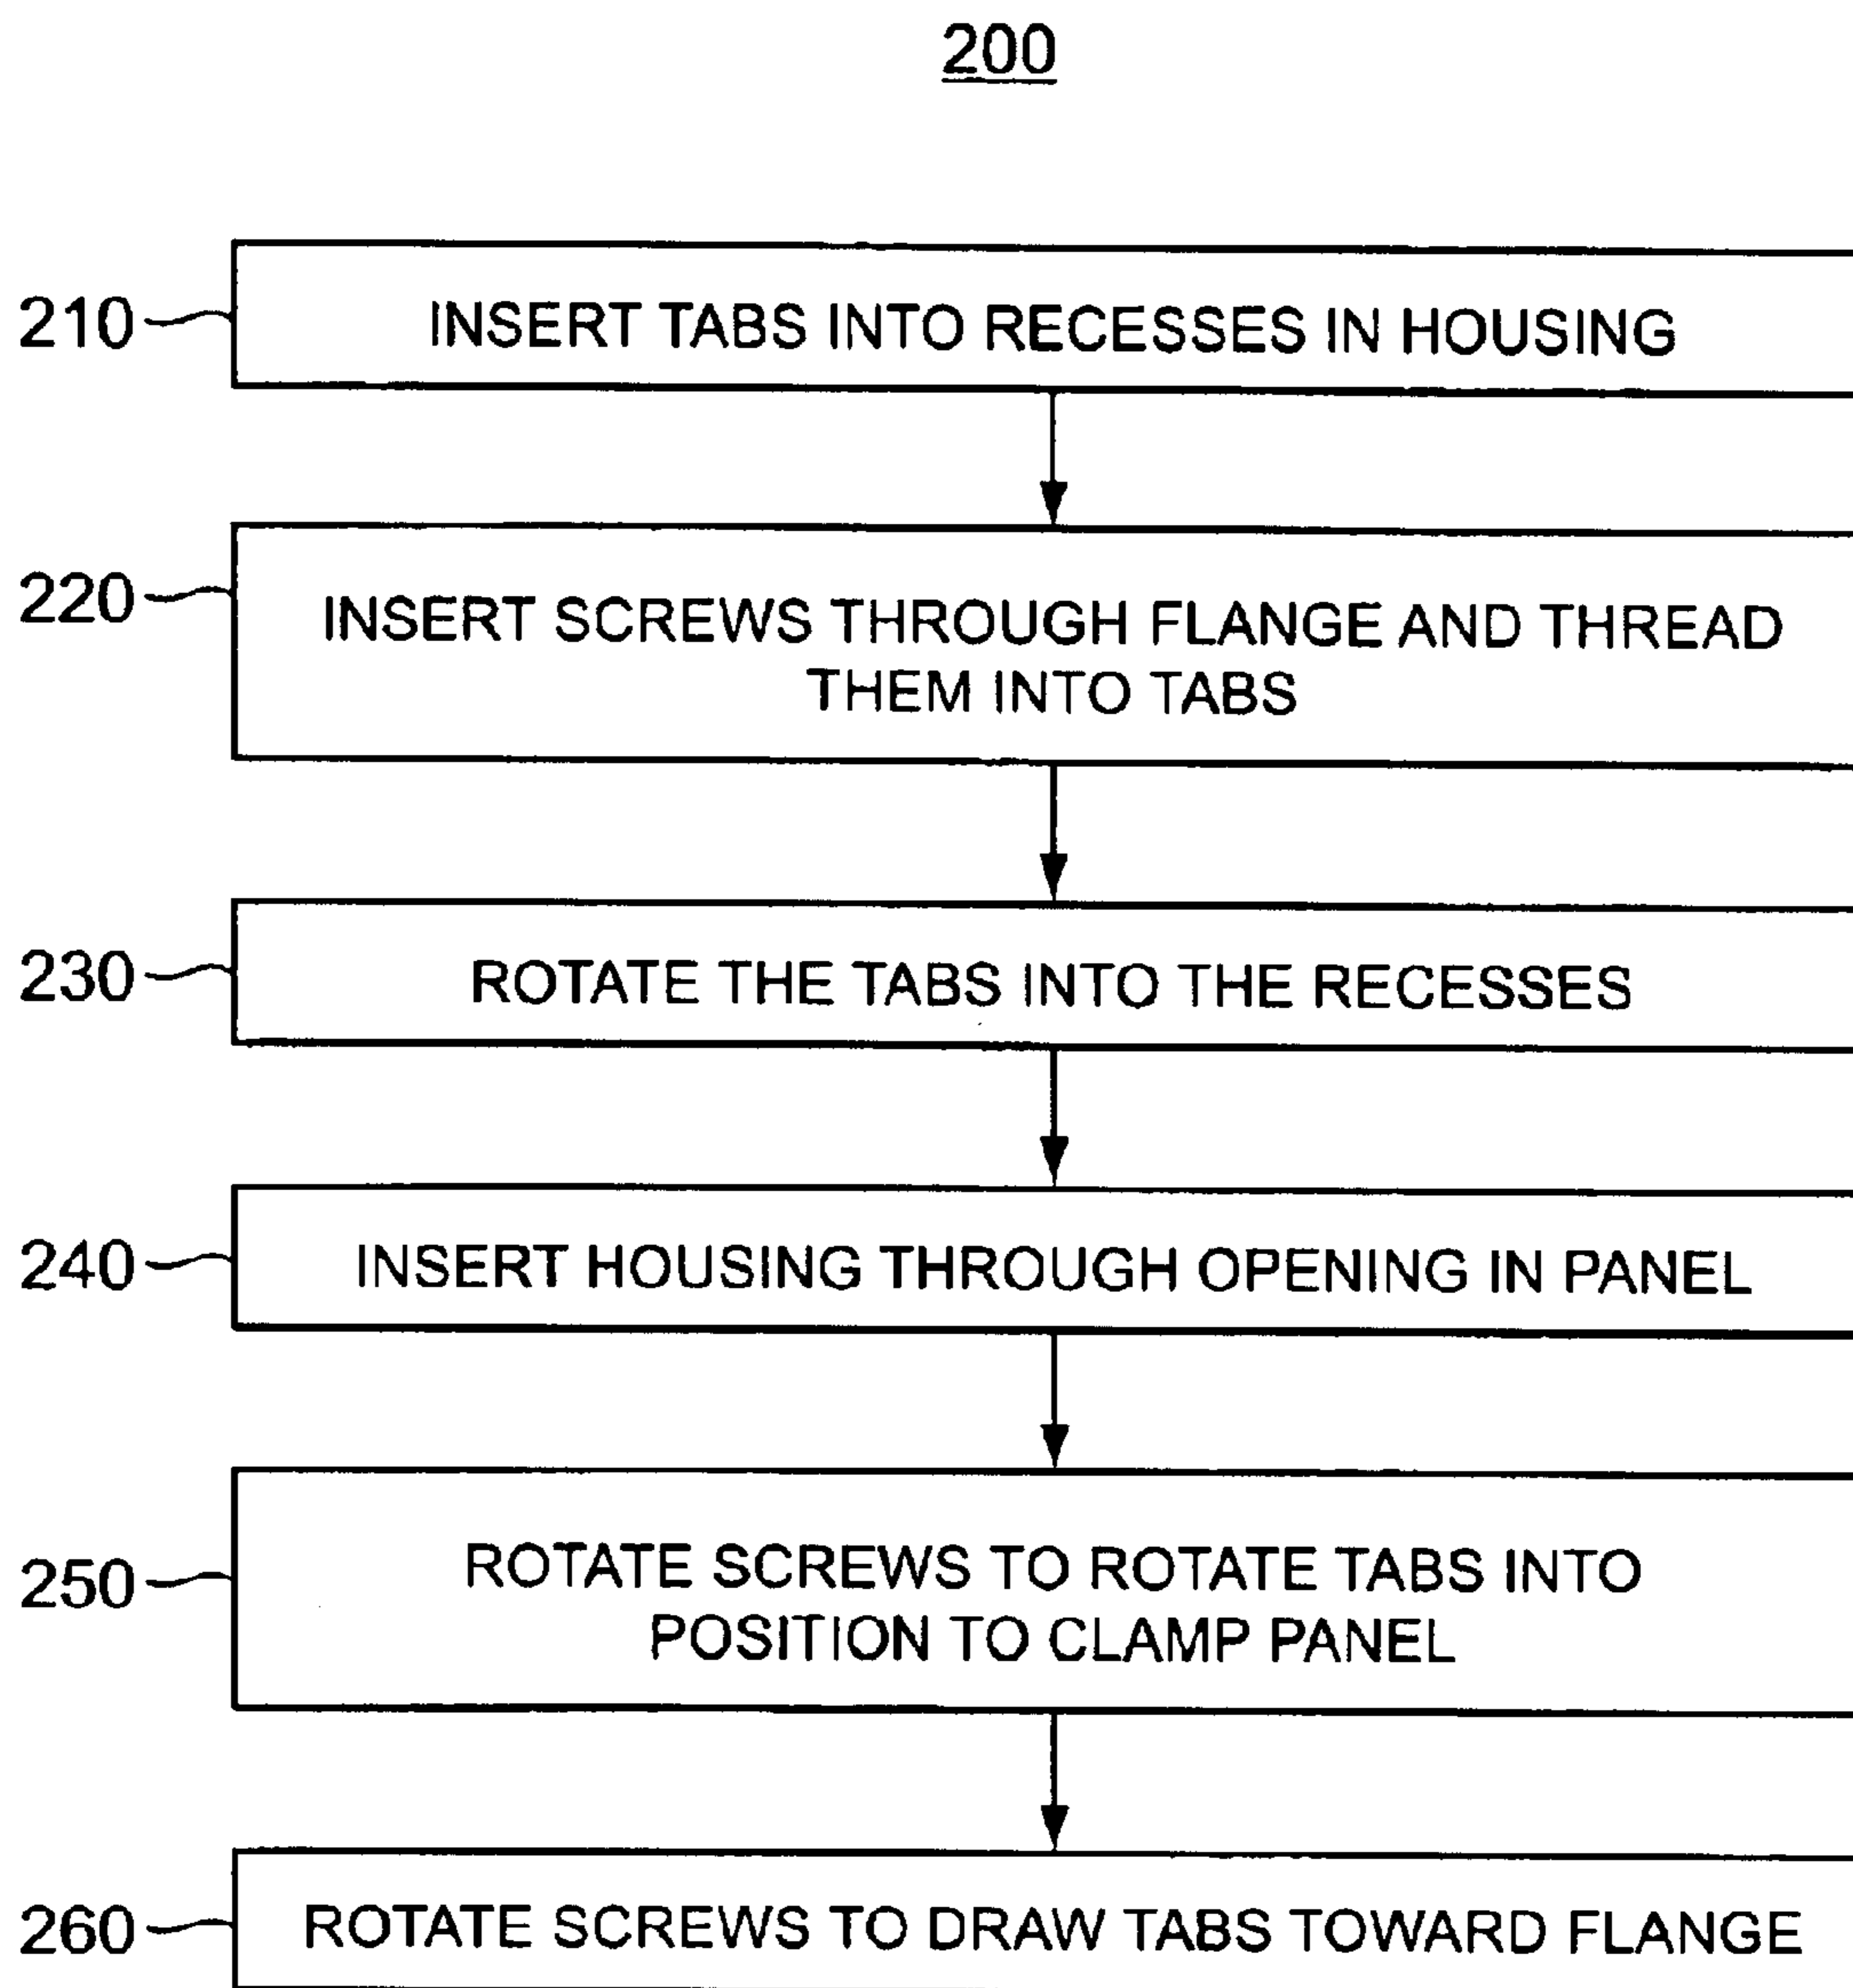 200
210
INSERT TABS INTO RECESSES IN HOUSING
220
INSERT SCREWS THROUGH FLANGE AND THREAD
THEM INTO TABS
230
ROTATE THE TABS INTO THE RECESSES
240
INSERT HOUSING THROUGH OPENING IN PANEL
250
ROTATE SCREWS TO ROTATE TABS INTO
POSITION TO CLAMP PANEL
260
ROTATE SCREWS TO DRAW TABS TOWARD FLANGE